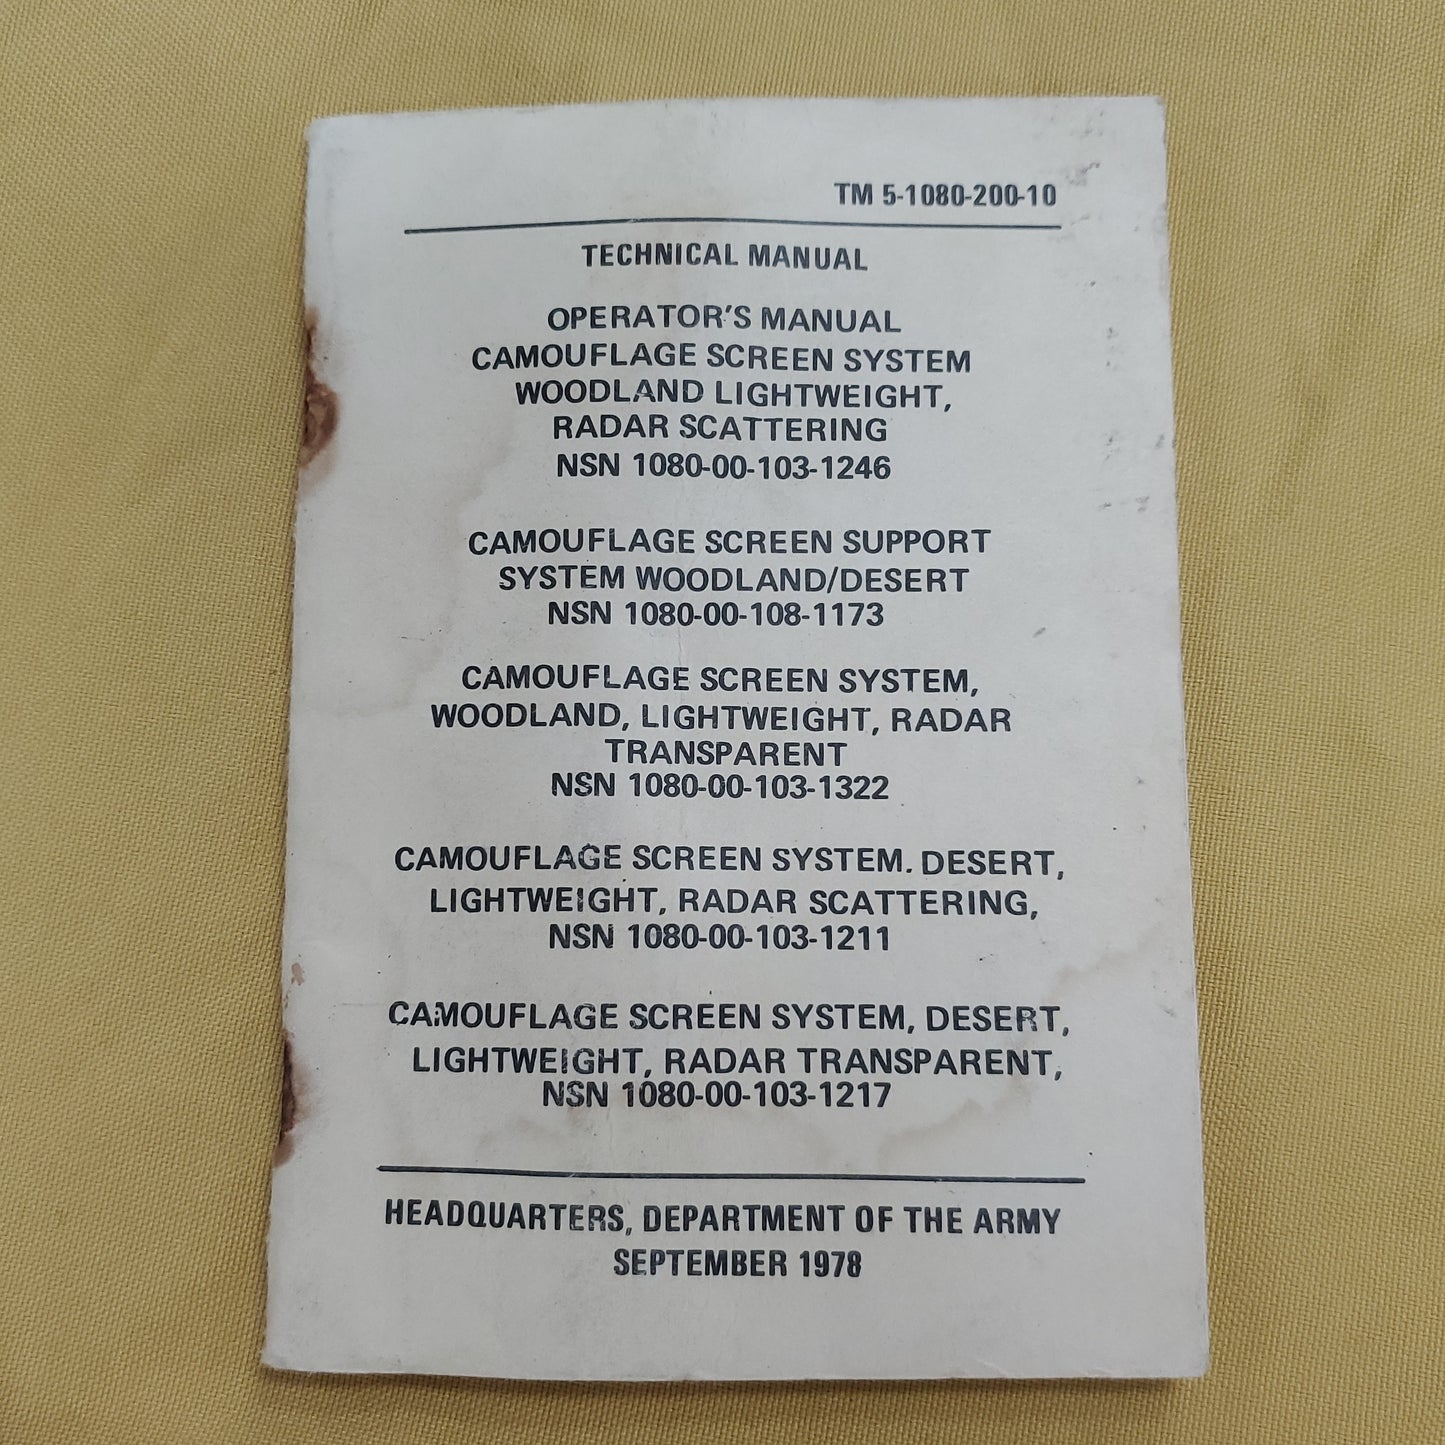 TM 5-1080-200-10
TECHNICAL MANUAL
OPERATOR'S MANUAL
CAMOUFLAGE SCREEN SYSTEM
WOODLAND LIGHTWEIGHT,
RADAR SCATTERING
NSN 1080-00-103-1246
CAMOUFLAGE SCREEN SUPPORT
SYSTEM WOODLAND/DESERT
NSN 1080-00-108-1173
CAMOUFLAGE SCREEN SYSTEM,
WOODLAND, LIGHTWEIGHT, RADAR
TRANSPARENT
NSN 1080-00-103-1322
CAMOUFLAGE SCREEN SYSTEM. DESERT,
LIGHTWEIGHT, RADAR SCATTERING,
NSN 1080-00-103-1211
CAMOUFLAGE SCREEN SYSTEM, DESERT,
LIGHTWEIGHT, RADAR TRANSPARENT,
NSN 1080-00-103-1217
HEADQUARTERS, DEPARTMENT OF THE ARMY
SEPTEMBER 1978